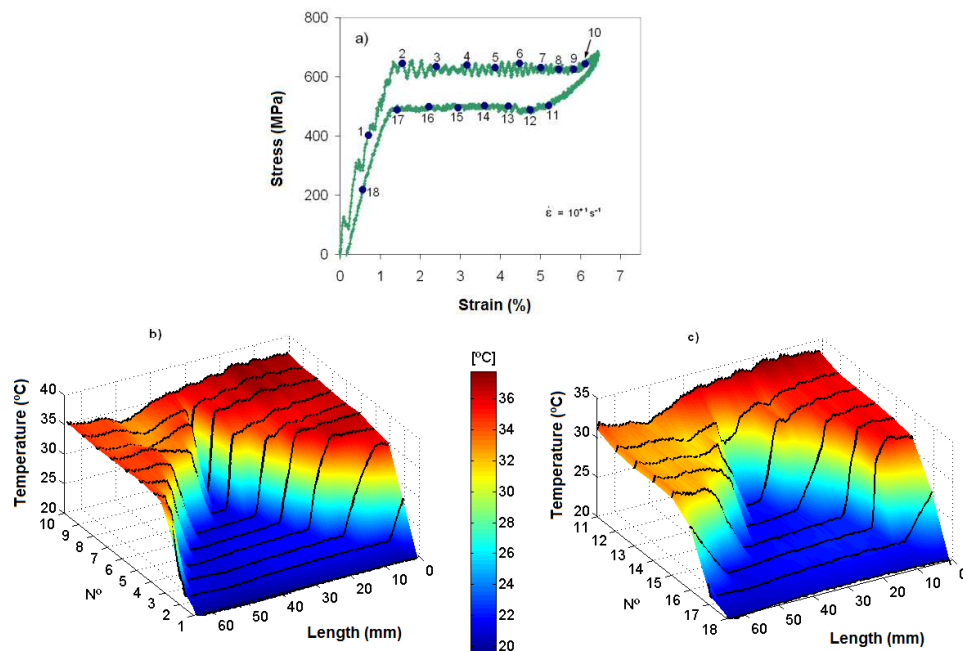 a)
Stress (MPa)
800
600
400
200
0
0 1 2 3 4 5 6 7
Strain (%)
1 2 3 4 5 6 7 8 9 10
17 16 15 14 13 12 11
18
ε̇ = 10⁺¹ s⁻¹
b)
Temperature (ºC)
40
35
30
25
20
10 9 8 7 6 5 4 3 2 1
Nº
60 50 40 30 20 10 0
Length (mm)
[ºC]
36
34
32
30
28
26
24
22
20
c)
Temperature (ºC)
35
30
25
20
11 12 13 14 15 16 17 18
Nº
60 50 40 30 20 10 0
Length (mm)